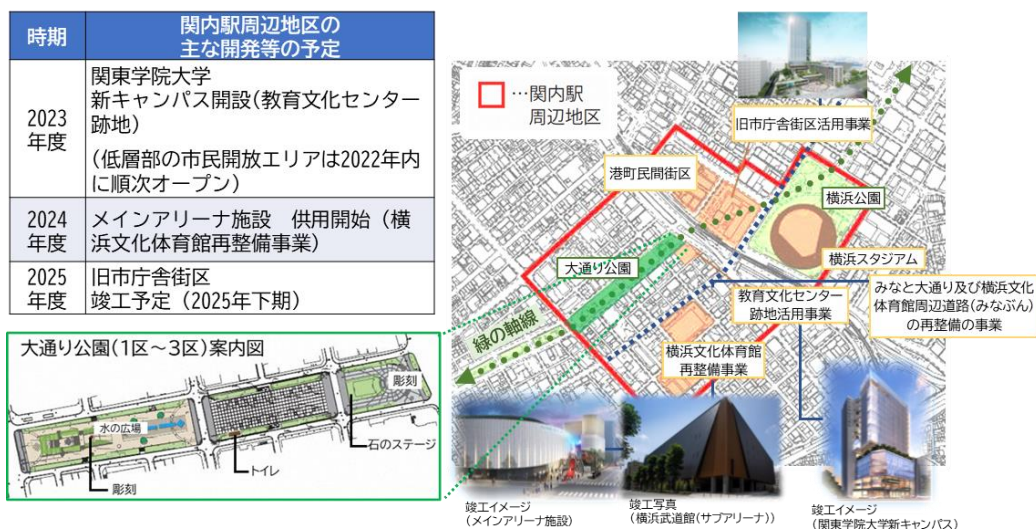 時期
関内駅周辺地区の
主な開発等の予定
2023
年度
関東学院大学
新キャンパス開設(教育文化センター
跡地)
(低層部の市民開放エリアは2022年内
に順次オープン)
2024
年度
メインアリーナ施設 供用開始（横
浜文化体育館再整備事業）
2025
年度
旧市庁舎街区
竣工予定（2025年下期）
…関内駅
周辺地区
旧市庁舎街区活用事業
港町民間街区
横浜公園
大通り公園
横浜スタジアム
緑の軸線
教育文化センター
跡地活用事業
みなと大通り及び横浜文化
体育館周辺道路(みなぶん)
の再整備の事業
横浜文化体育館
再整備事業
大通り公園(1区～3区)案内図
彫刻
水の広場
石のステージ
トイレ
彫刻
竣工イメージ
（メインアリーナ施設）
竣工写真
（横浜武道館(サブアリーナ)）
竣工イメージ
（関東学院大学新キャンパス）